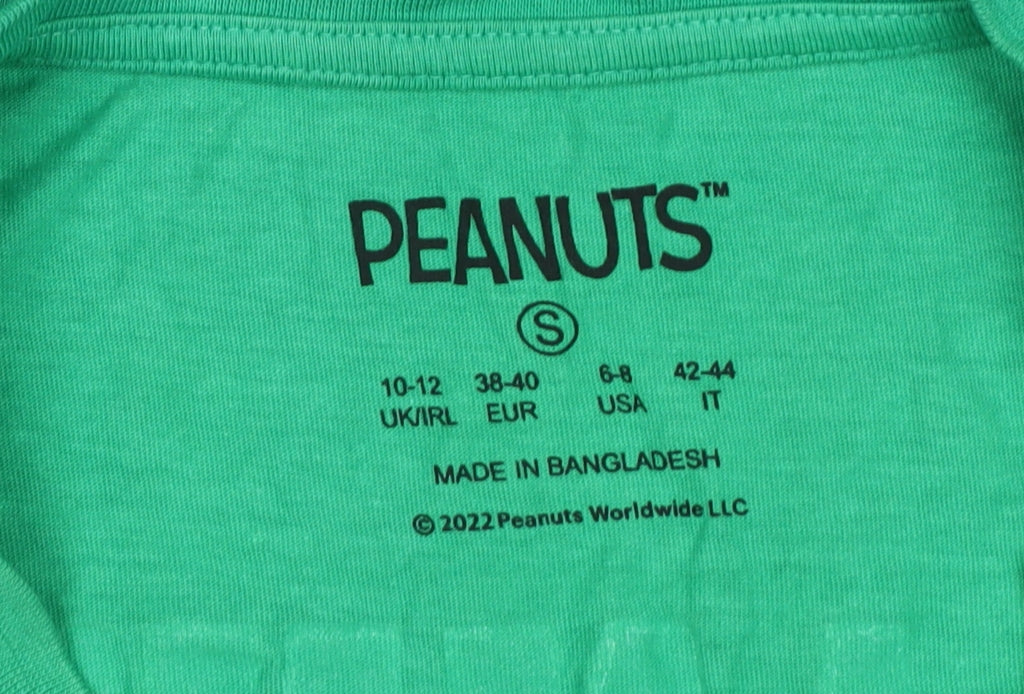 PEANUTS™
S
10-12 38-40 6-8 42-44
UK/IRL EUR USA IT
MADE IN BANGLADESH
© 2022 Peanuts Worldwide LLC